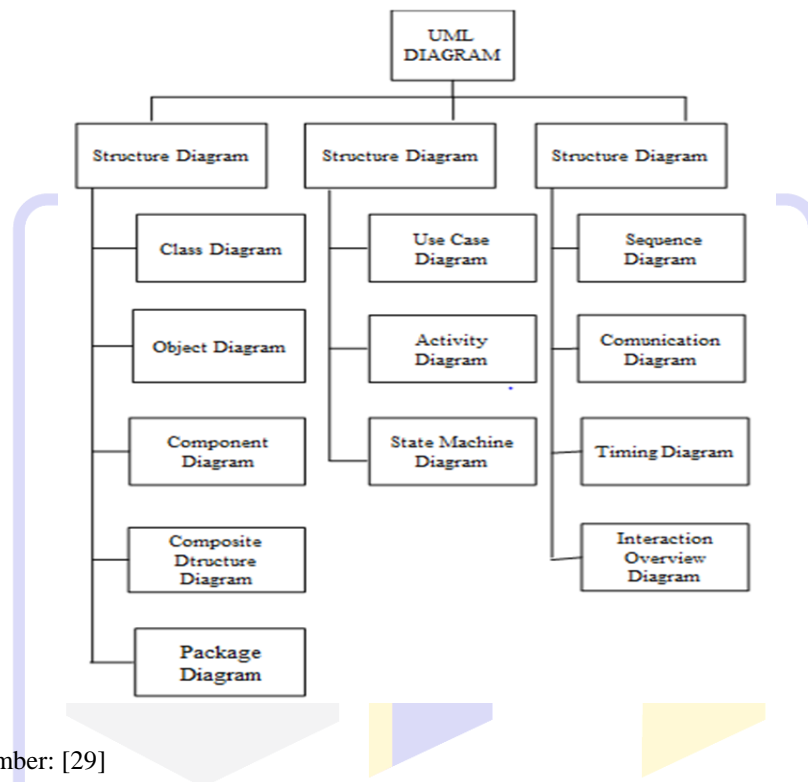 UML
DIAGRAM
Structure Diagram
Structure Diagram
Structure Diagram
Class Diagram
Use Case
Diagram
Sequence
Diagram
Object Diagram
Activity
Diagram
Comunication
Diagram
Component
Diagram
State Machine
Diagram
Timing Diagram
Composite
Dtructure
Diagram
Interaction
Overview
Diagram
Package
Diagram
mber: [29]